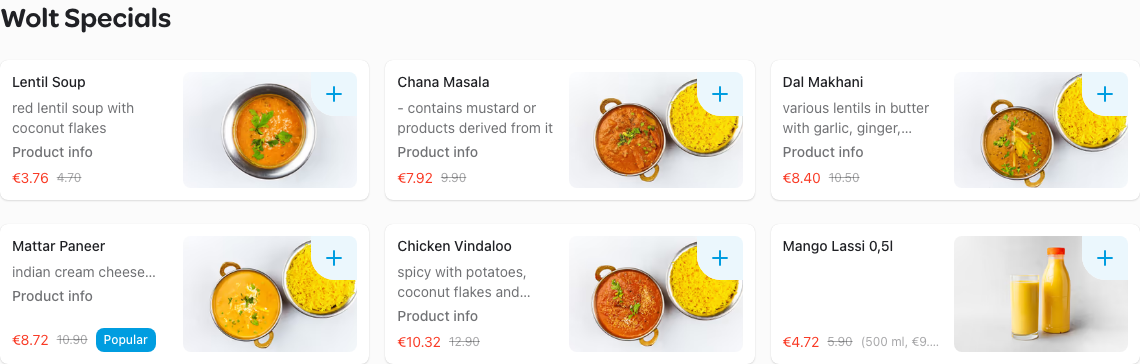 Wolt Specials
Lentil Soup
red lentil soup with
coconut flakes
Product info
€3.76 4.70
Chana Masala
- contains mustard or
products derived from it
Product info
€7.92 9.90
Dal Makhani
various lentils in butter
with garlic, ginger,...
Product info
€8.40 10.50
Mattar Paneer
indian cream cheese...
Product info
€8.72 10.90 Popular
Chicken Vindaloo
spicy with potatoes,
coconut flakes and...
Product info
€10.32 12.90
Mango Lassi 0,5l
€4.72 5.90 (500 ml, €9....